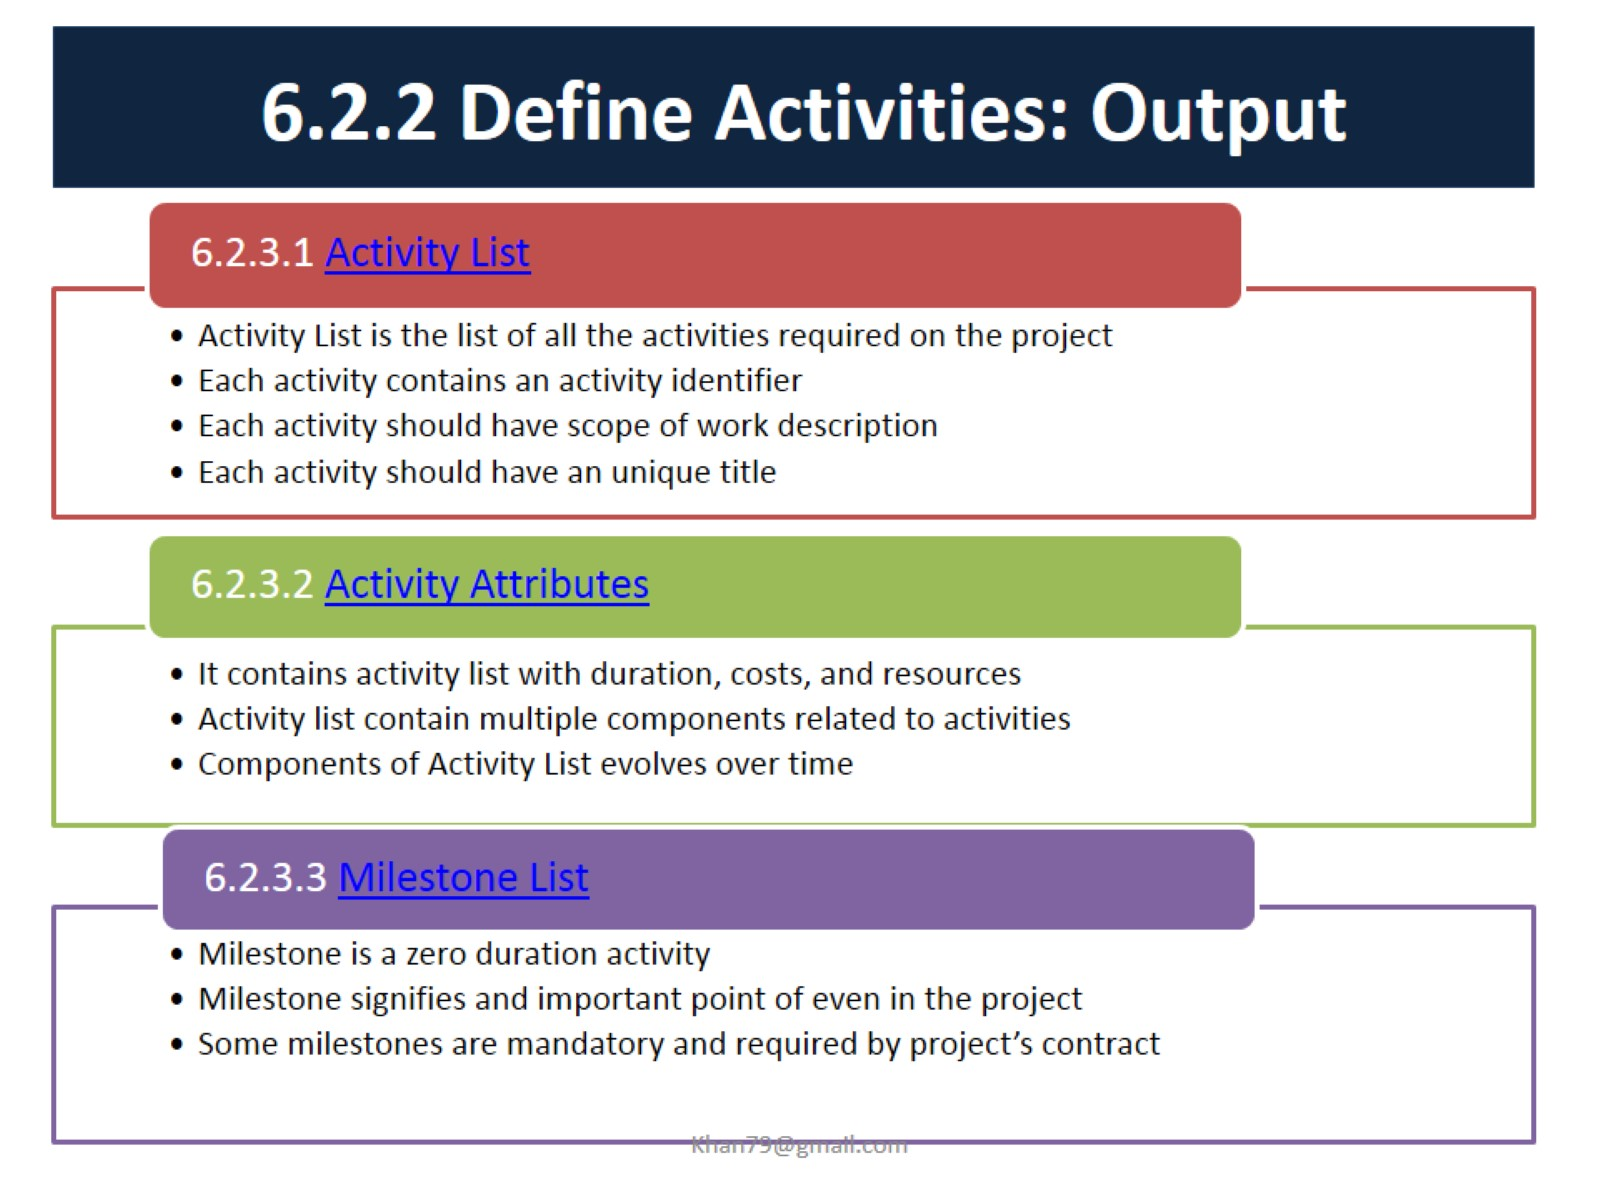 6.2.2 Define Activities: Output
6.2.3.1 Activity List
• Activity List is the list of all the activities required on the project
• Each activity contains an activity identifier
• Each activity should have scope of work description
• Each activity should have an unique title
6.2.3.2 Activity Attributes
• It contains activity list with duration, costs, and resources
• Activity list contain multiple components related to activities
• Components of Activity List evolves over time
6.2.3.3 Milestone List
• Milestone is a zero duration activity
• Milestone signifies and important point of even in the project
• Some milestones are mandatory and required by project’s contract
Khan79@gmail.com